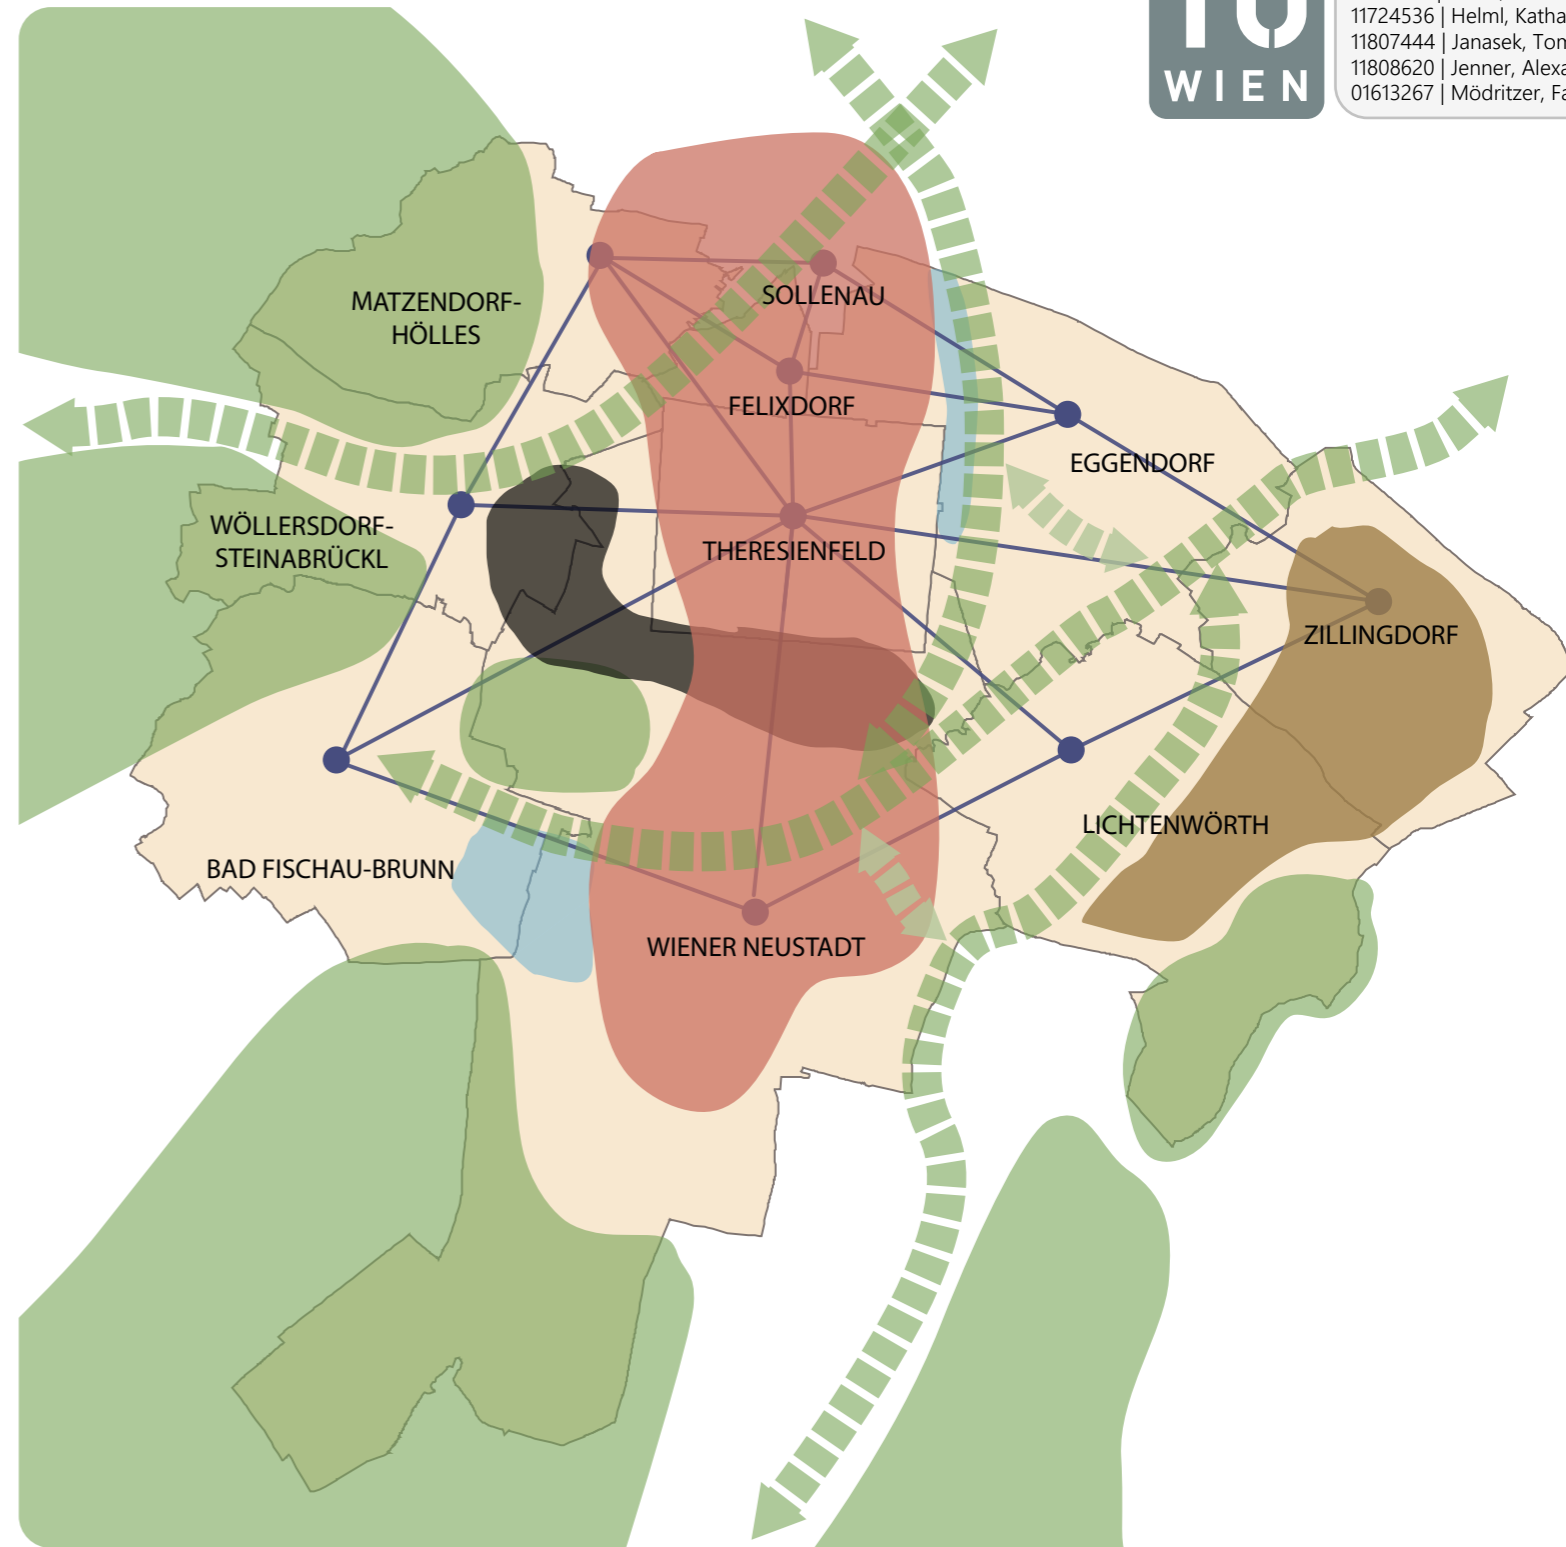 WIEN
11724536 | Helml, Katha
11807444 | Janasek, Tom
11808620 | Jenner, Alexa
01613267 | Mödritzer, Fa
MATZENDORF-
HÖLLES
SOLLENAU
FELIXDORF
EGGENDORF
WÖLLERSDORF-
STEINABRÜCKL
THERESIENFELD
ZILLINGDORF
LICHTENWÖRTH
BAD FISCHAU-BRUNN
WIENER NEUSTADT